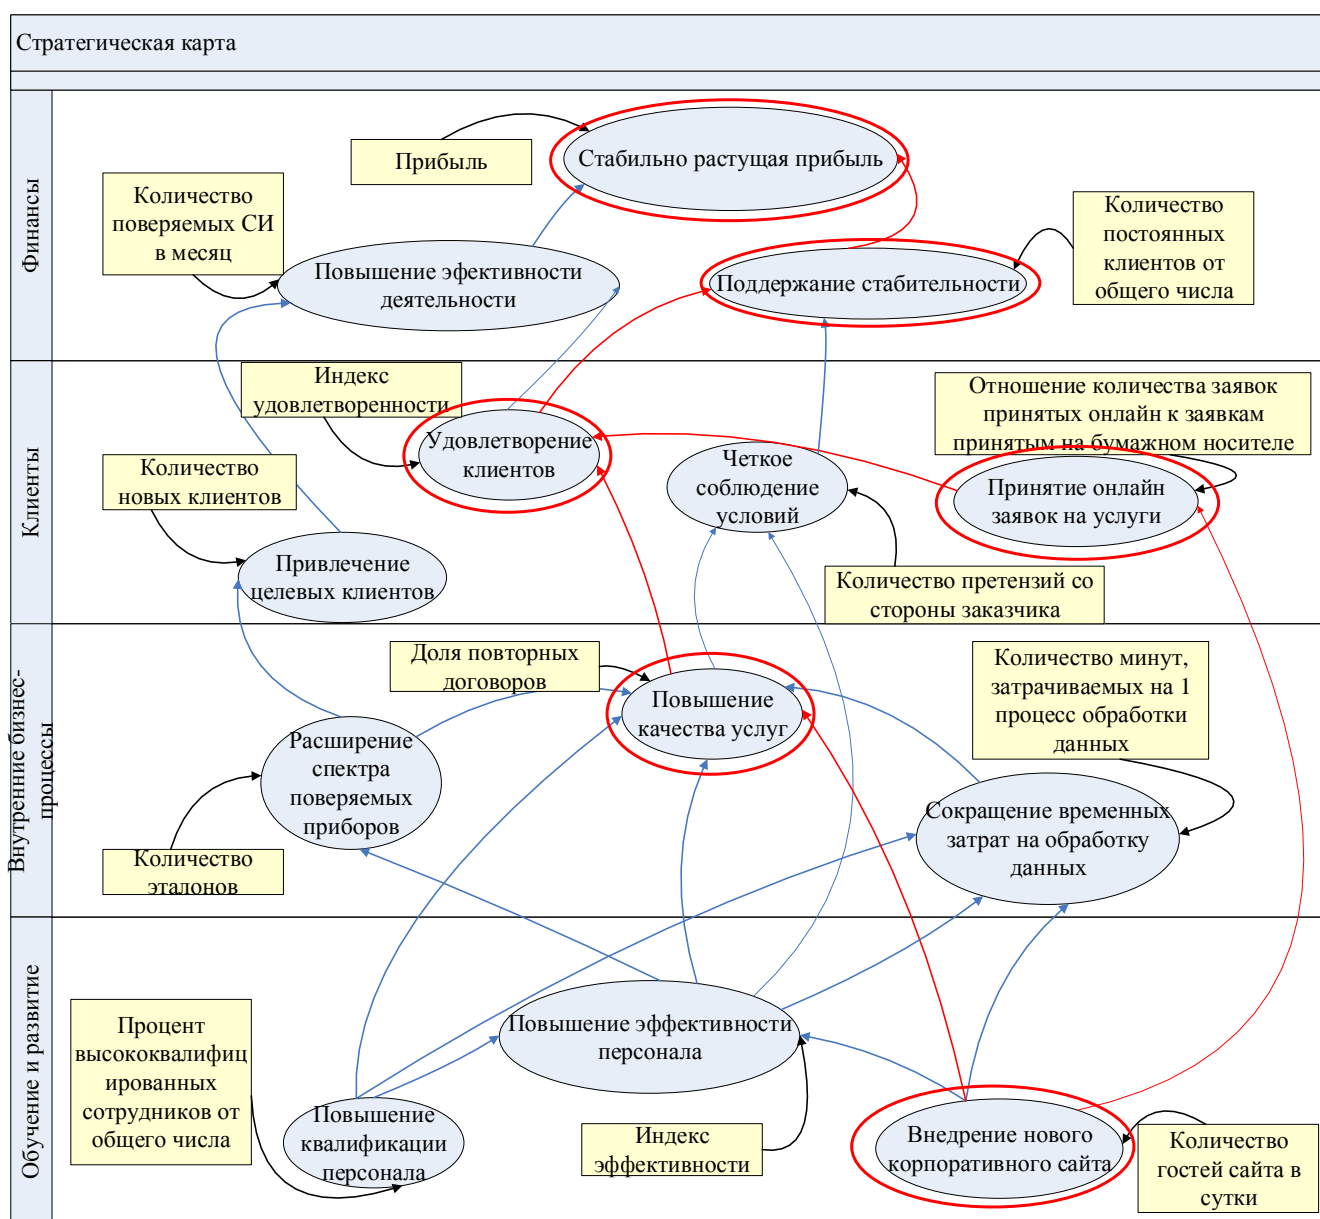 Стратегическая карта
Финансы
Прибыль
Стабильно растущая прибыль
Количество
поверяемых СИ
в месяц
Повышение эфективности
деятельности
Поддержание стабительности
Количество
постоянных
клиентов от
общего числа
Клиенты
Индекс
удовлетворенности
Удовлетворение
клиентов
Отношение количества заявок
принятых онлайн к заявкам
принятым на бумажном носителе
Количество
новых клиентов
Четкое
соблюдение
условий
Принятие онлайн
заявок на услуги
Привлечение
целевых клиентов
Количество претензий со
стороны заказчика
Внутренние бизнес-
процессы
Доля повторных
договоров
Повышение
качества услуг
Количество минут,
затрачиваемых на 1
процесс обработки
данных
Расширение
спектра
поверяемых
приборов
Сокращение временных
затрат на обработку
данных
Количество
эталонов
Обучение и развитие
Процент
высококвалифиц
ированных
сотрудников от
общего числа
Повышение эффективности
персонала
Повышение
квалификации
персонала
Индекс
эффективности
Внедрение нового
корпоративного сайта
Количество
гостей сайта в
сутки